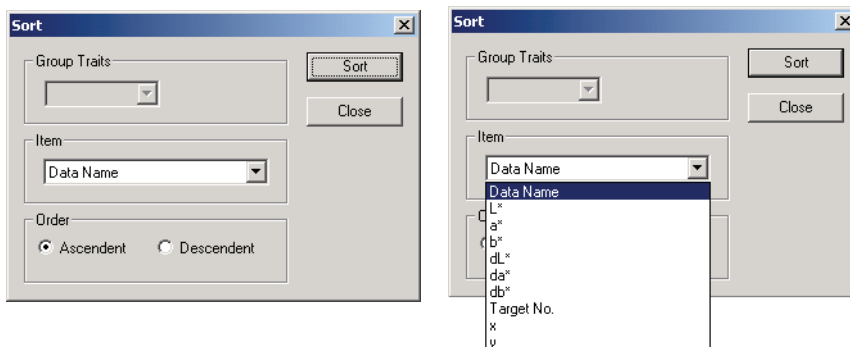 Sort
Group Traits
Sort
Close
Item
Data Name
Order
Ascendent Descendent
Sort
Group Traits
Sort
Close
Item
Data Name
Data Name
L*
a*
b*
dL*
da*
db*
Target No.
x